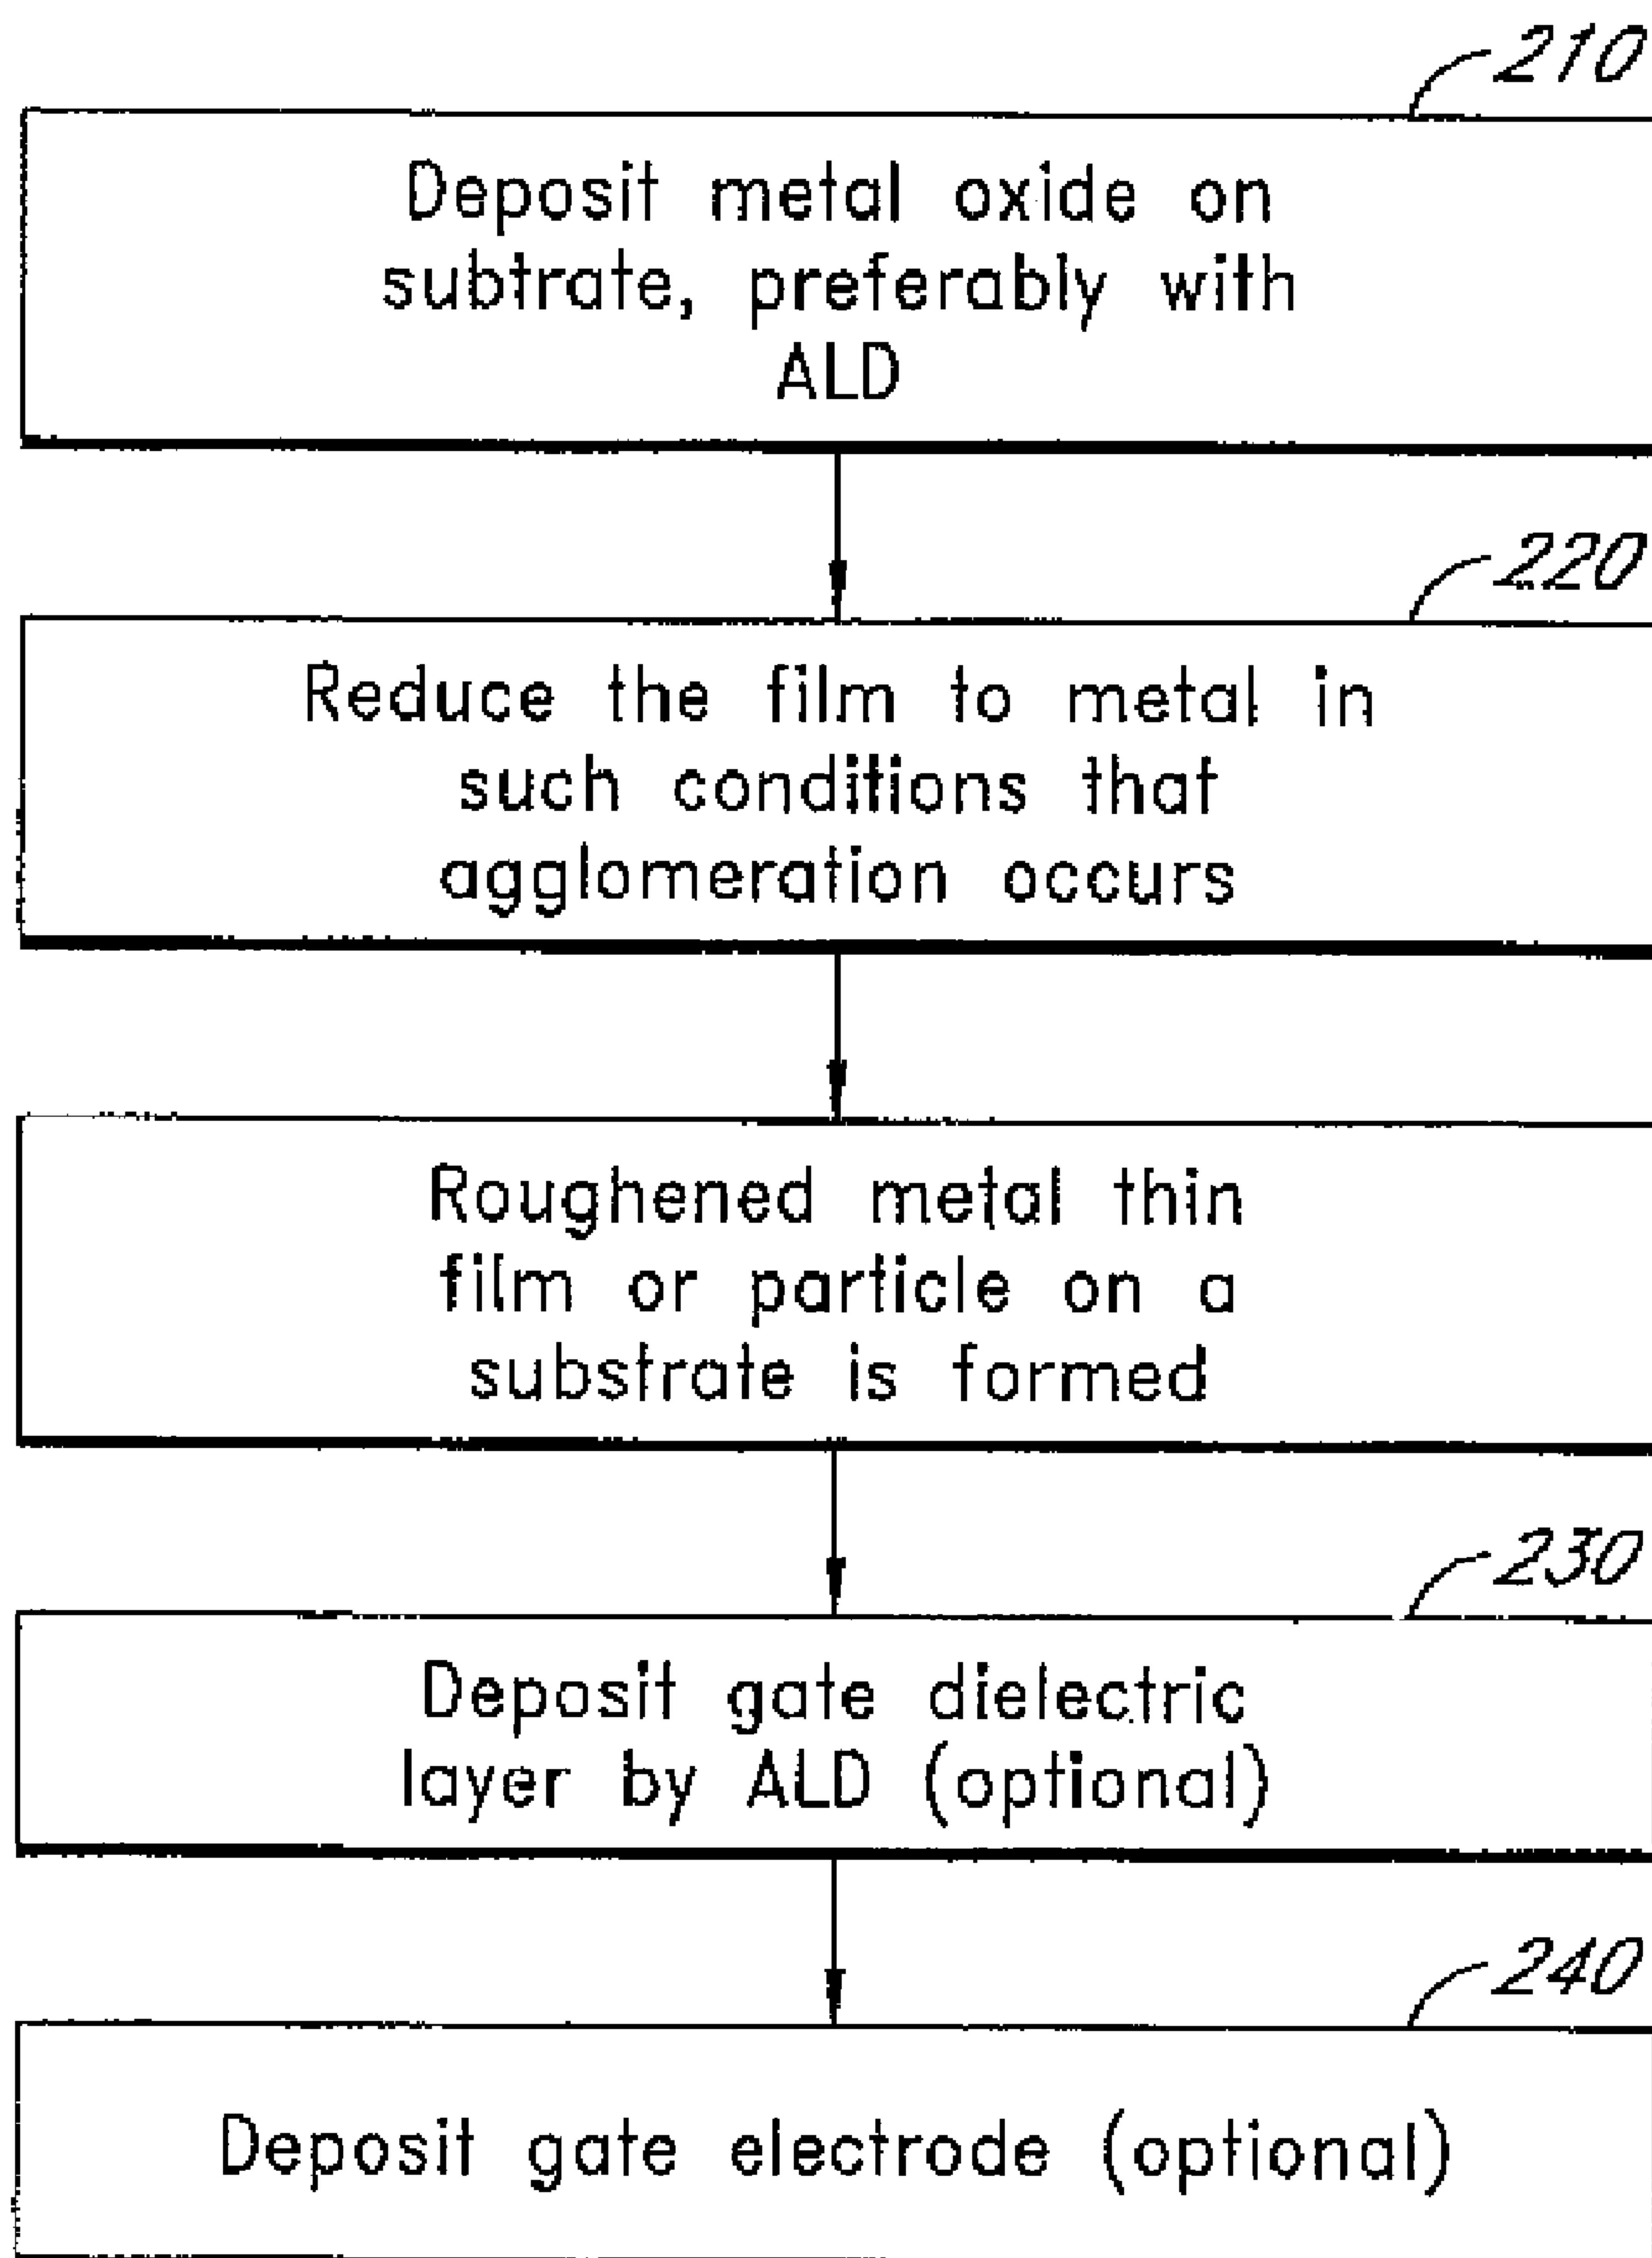 210
Deposit metal oxide on
subtrate, preferably with
ALD
220
Reduce the film to metal in
such conditions that
agglomeration occurs
Roughened metal thin
film or particle on a
substrate is formed
230
Deposit gate dielectric
layer by ALD (optional)
240
Deposit gate electrode (optional)